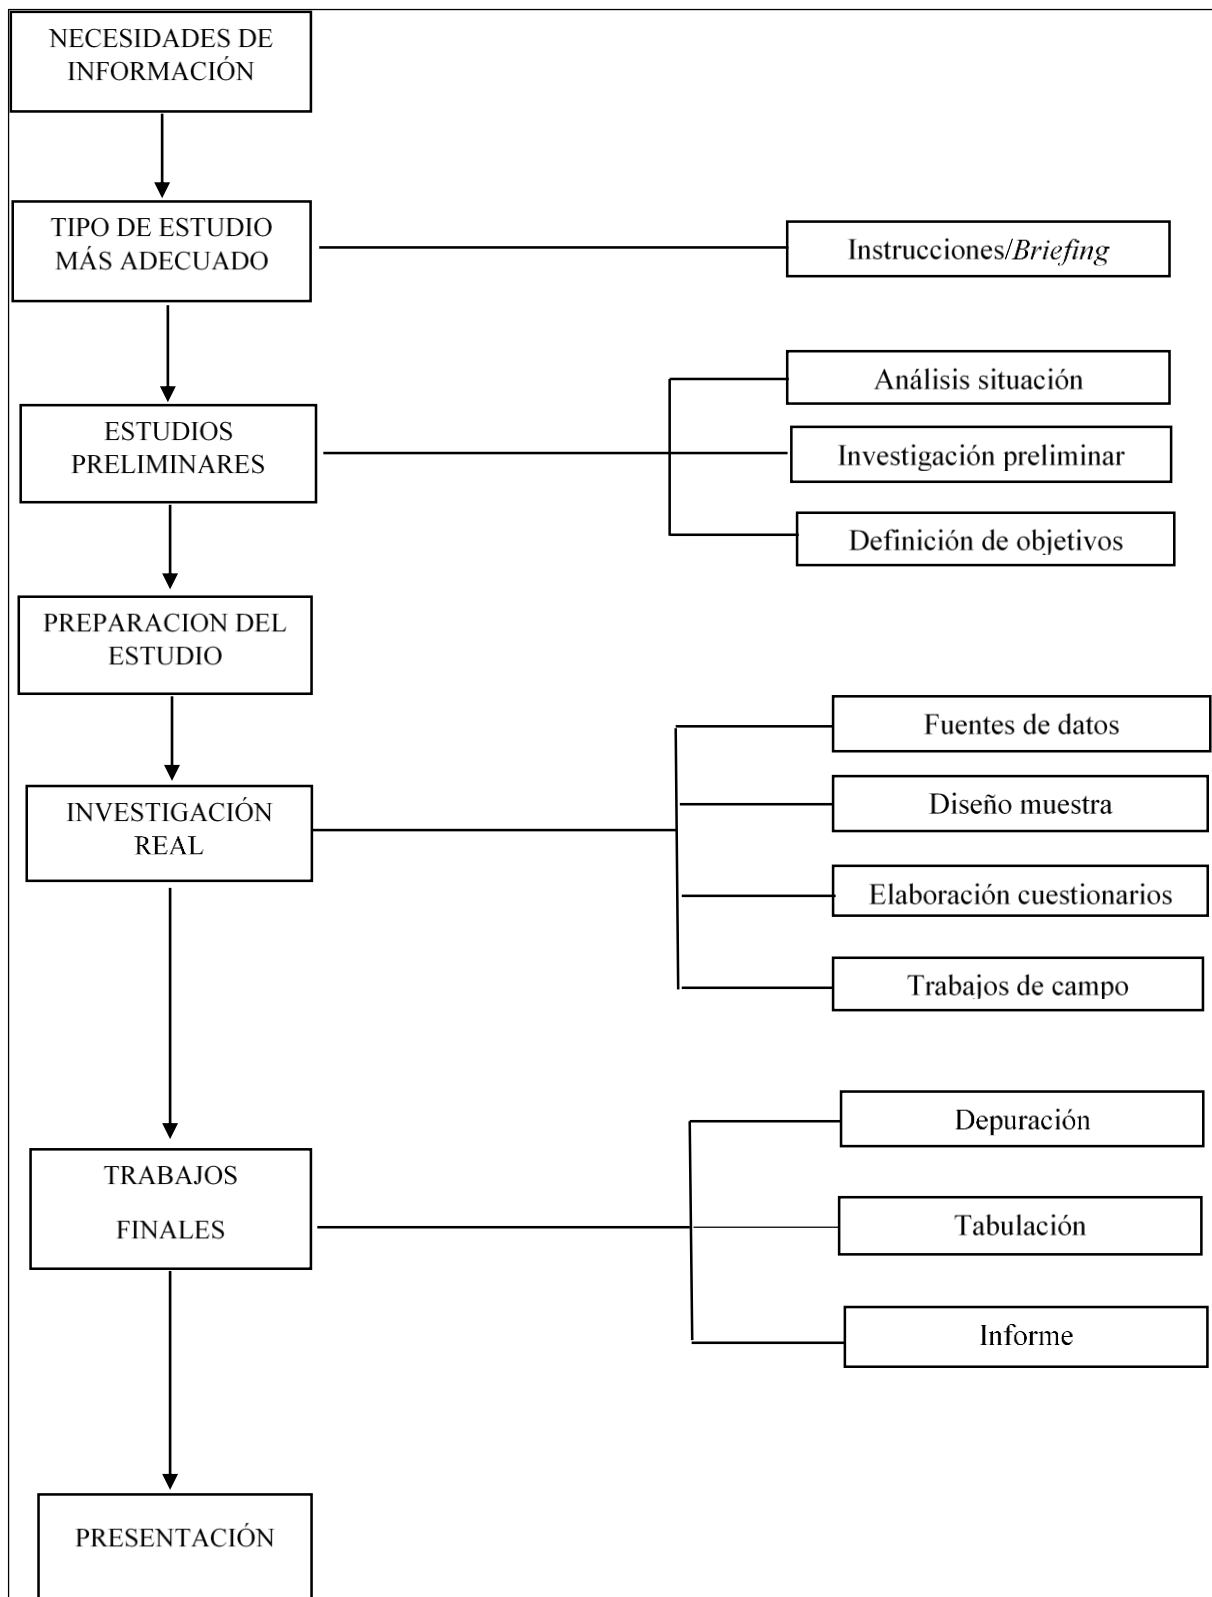 NECESIDADES DE
INFORMACIÓN
TIPO DE ESTUDIO
MÁS ADECUADO
Instrucciones/Briefing
Análisis situación
ESTUDIOS
PRELIMINARES
Investigación preliminar
Definición de objetivos
PREPARACION DEL
ESTUDIO
Fuentes de datos
INVESTIGACIÓN
REAL
Diseño muestra
Elaboración cuestionarios
Trabajos de campo
Depuración
TRABAJOS
FINALES
Tabulación
Informe
PRESENTACIÓN